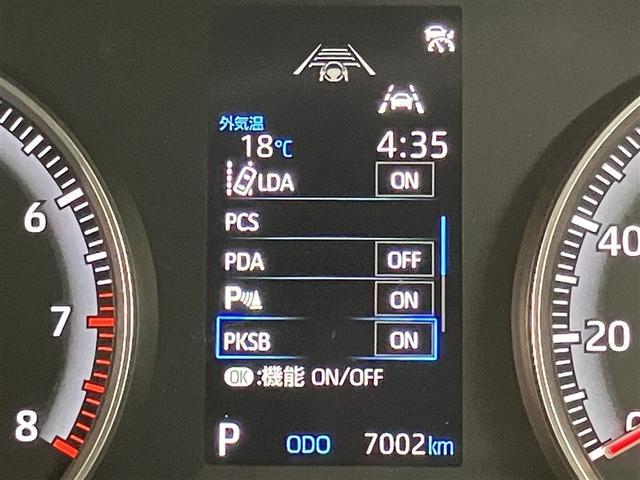 外気温
18℃ 4:35
LDA ON
PCS
PDA OFF
P ON
PKSB ON
OK:機能 ON/OFF
P ODO 7002km
6
7
8
40
20
0